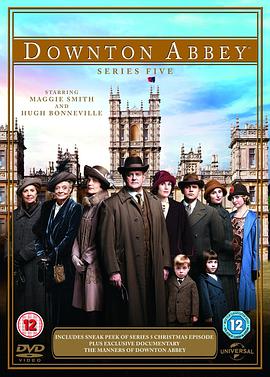 DOWNTON ABBEY
SERIES FIVE
STARRING
MAGGIE SMITH
AND
HUGH BONNEVILLE
INCLUDES SNEAK PEEK OF SERIES 5 CHRISTMAS EPISODE
PLUS EXCLUSIVE DOCUMENTARY
THE MANNERS OF DOWNTON ABBEY
12
12
DVD
VIDEO
UNIVERSAL